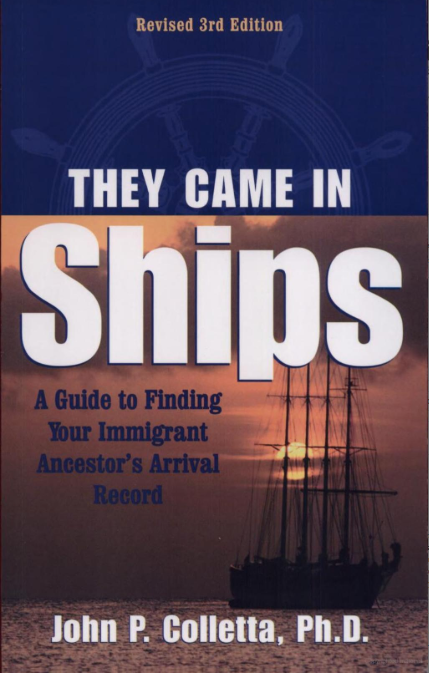 Revised 3rd Edition
THEY CAME IN
Ships
A Guide to Finding
Your Immigrant
Ancestor's Arrival
Record
John P. Colletta, Ph.D.